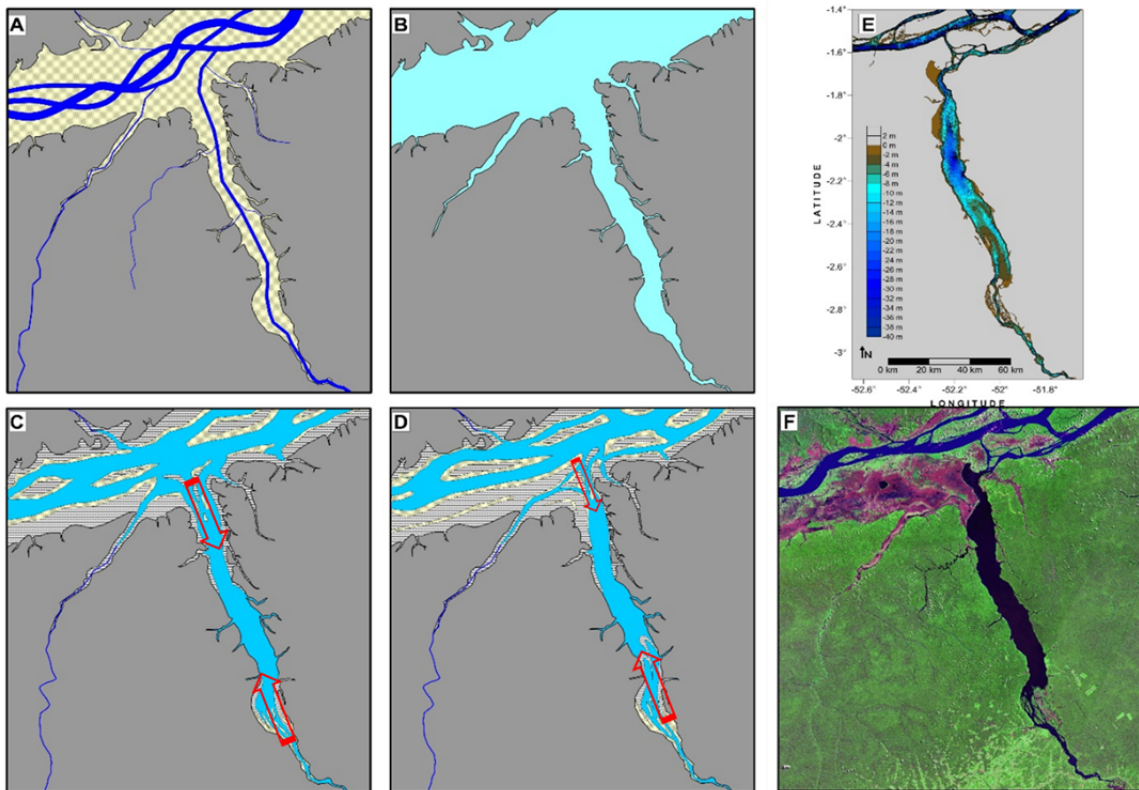 A
B
E
-1.4°
-1.6°
-1.8°
-2°
-2.2°
-2.4°
-2.6°
-2.8°
-3°
LATITUDE
2 m
0 m
-2 m
-4 m
-6 m
-8 m
-10 m
-12 m
-14 m
-16 m
-18 m
-20 m
-22 m
-24 m
-26 m
-28 m
-30 m
-32 m
-34 m
-36 m
-38 m
-40 m
N
0 km 20 km 40 km 60 km
-52.6° -52.4° -52.2° -52° -51.8°
LONGITUDE
C
D
F